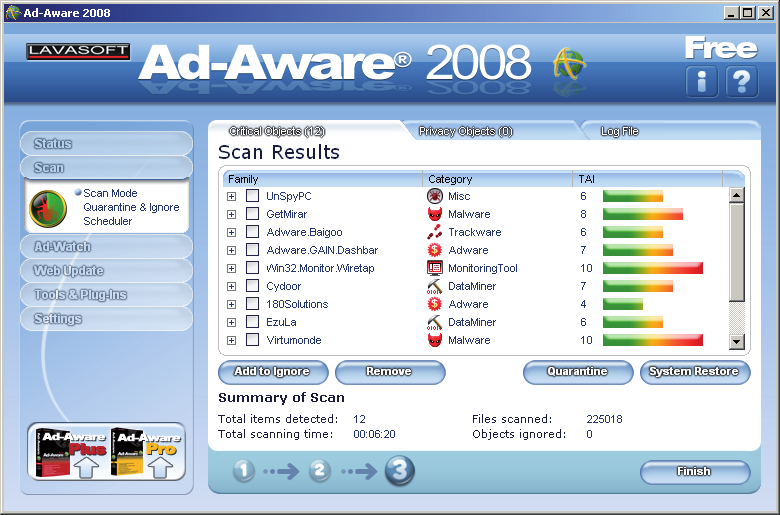 Ad-Aware 2008
LAVASOFT
Ad-Aware® 2008
Free
i ?
Status
Scan
Scan Mode
Quarantine & Ignore
Scheduler
Ad-Watch
Web Update
Tools & Plug-Ins
Settings
Ad-Aware Plus
Ad-Aware Pro
Critical Objects (12) Privacy Objects (0) Log File
Scan Results
Family Category TAI
UnSpyPC Misc 6
GetMirar Malware 8
Adware.Baigoo Trackware 6
Adware.GAIN.Dashbar Adware 7
Win32.Monitor.Wiretap MonitoringTool 10
Cydoor DataMiner 7
180Solutions Adware 4
EzuLa DataMiner 6
Virtumonde Malware 10
Add to Ignore Remove Quarantine System Restore
Summary of Scan
Total items detected: 12 Files scanned: 225018
Total scanning time: 00:06:20 Objects ignored: 0
1 2 3 Finish